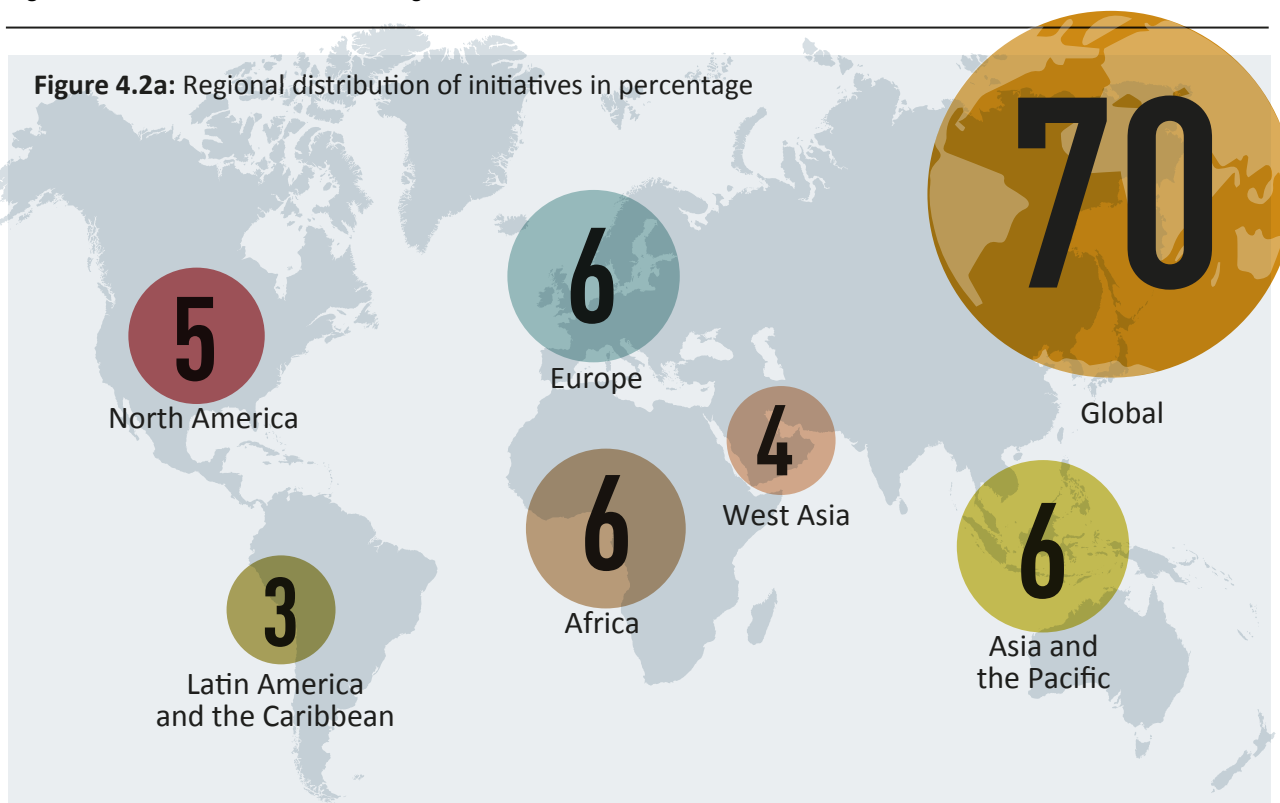 Figure 4.2a: Regional distribution of initiatives in percentage
70
Global
6
Europe
5
North America
4
West Asia
6
Africa
6
Asia and
the Pacific
3
Latin America
and the Caribbean